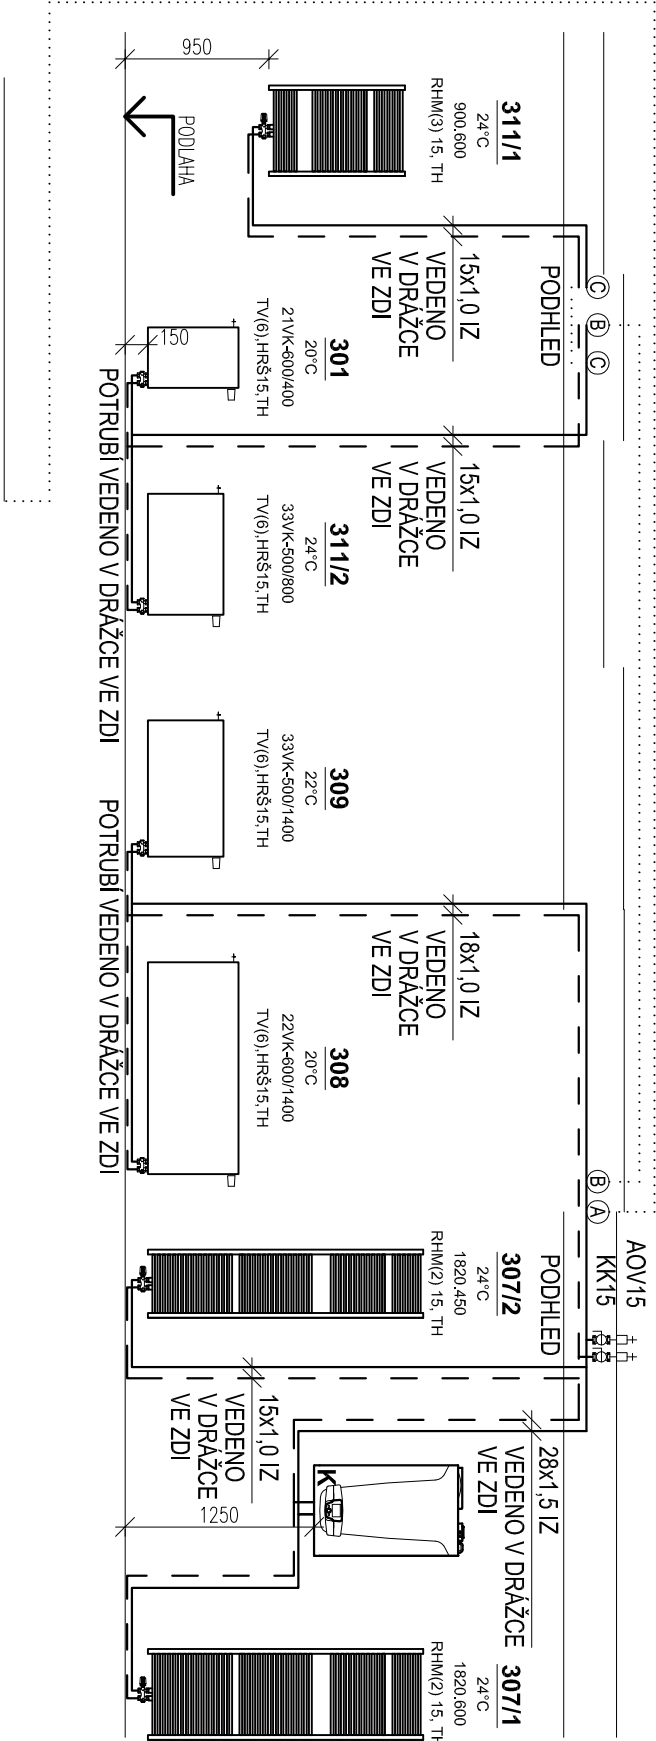 311/1
24°C
900.600
RHM(3) 15, TH
950
PODLAHA
15x1,0 IZ
VEDENO
V DRÁŽCE
VE ZDI
PODHLED
C
B
C
301
20°C
21VK-600/400
TV(6),HRŠ15,TH
150
POTRUBÍ VEDENO V DRÁŽCE VE ZDI
15x1,0 IZ
VEDENO
V DRÁŽCE
VE ZDI
311/2
24°C
33VK-500/800
TV(6),HRŠ15,TH
309
22°C
33VK-500/1400
TV(6),HRŠ15,TH
POTRUBÍ VEDENO V DRÁŽCE VE ZDI
18x1,0 IZ
VEDENO
V DRÁŽCE
VE ZDI
308
20°C
22VK-600/1400
TV(6),HRŠ15,TH
B
A
AOV15
KK15
PODHLED
307/2
24°C
1820.450
RHM(2) 15, TH
15x1,0 IZ
VEDENO
V DRÁŽCE
VE ZDI
28x1,5 IZ
VEDENO V DRÁŽCE
VE ZDI
K
1250
307/1
24°C
1820.600
RHM(2) 15, TH